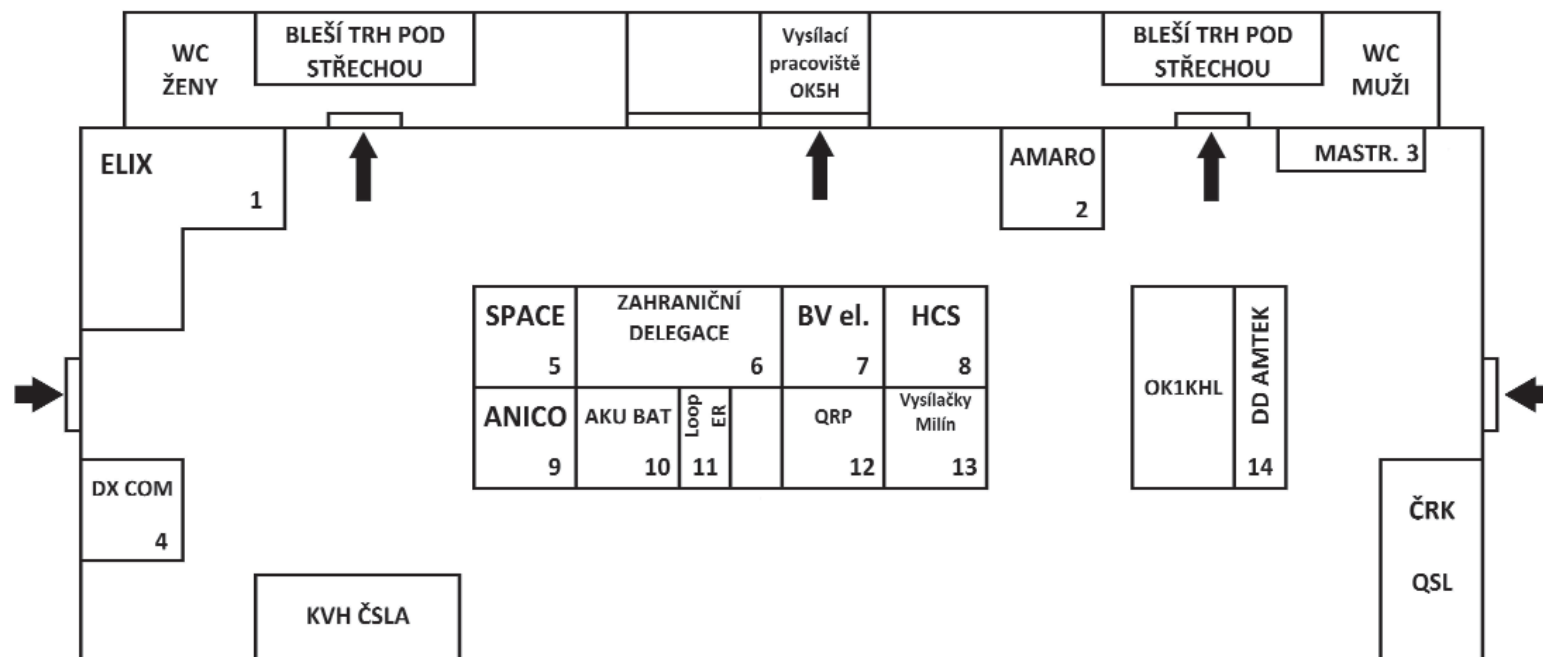 WC
ŽENY
BLEŠÍ TRH POD
STŘECHOU
Vysílací
pracoviště
OK5H
BLEŠÍ TRH POD
STŘECHOU
WC
MUŽI
ELIX
1
AMARO
2
MASTR. 3
SPACE
5
ZAHRANIČNÍ
DELEGACE
6
BV el.
7
HCS
8
ANICO
9
AKU BAT
10
Loop
ER
11
QRP
12
Vysílačky
Milín
13
OK1KHL
DD AMTEK
14
DX COM
4
KVH ČSLA
ČRK
QSL